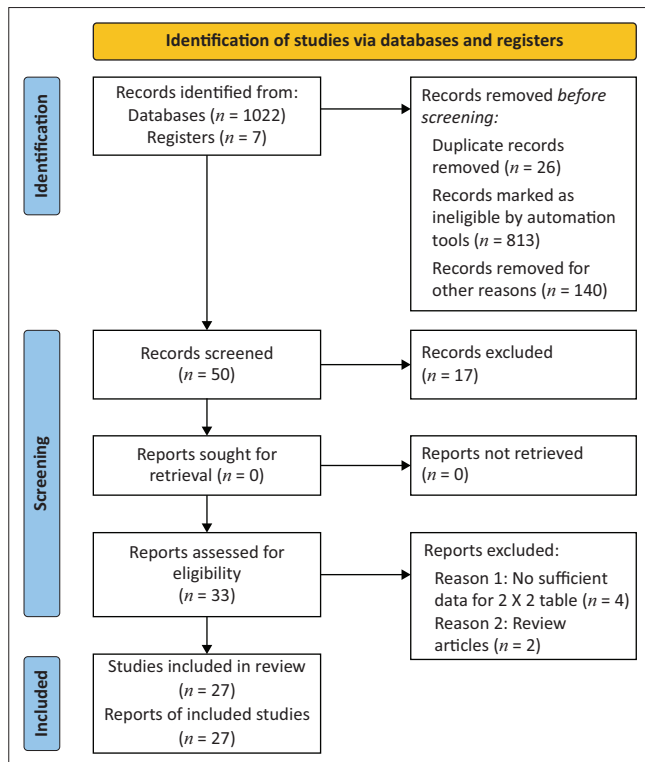 Identification of studies via databases and registers
Identification
Records identified from:
Databases (n = 1022)
Registers (n = 7)
Records removed before
screening:
Duplicate records
removed (n = 26)
Records marked as
ineligible by automation
tools (n = 813)
Records removed for
other reasons (n = 140)
Screening
Records screened
(n = 50)
Records excluded
(n = 17)
Reports sought for
retrieval (n = 0)
Reports not retrieved
(n = 0)
Reports assessed for
eligibility
(n = 33)
Reports excluded:
Reason 1: No sufficient
data for 2 X 2 table (n = 4)
Reason 2: Review
articles (n = 2)
Included
Studies included in review
(n = 27)
Reports of included studies
(n = 27)